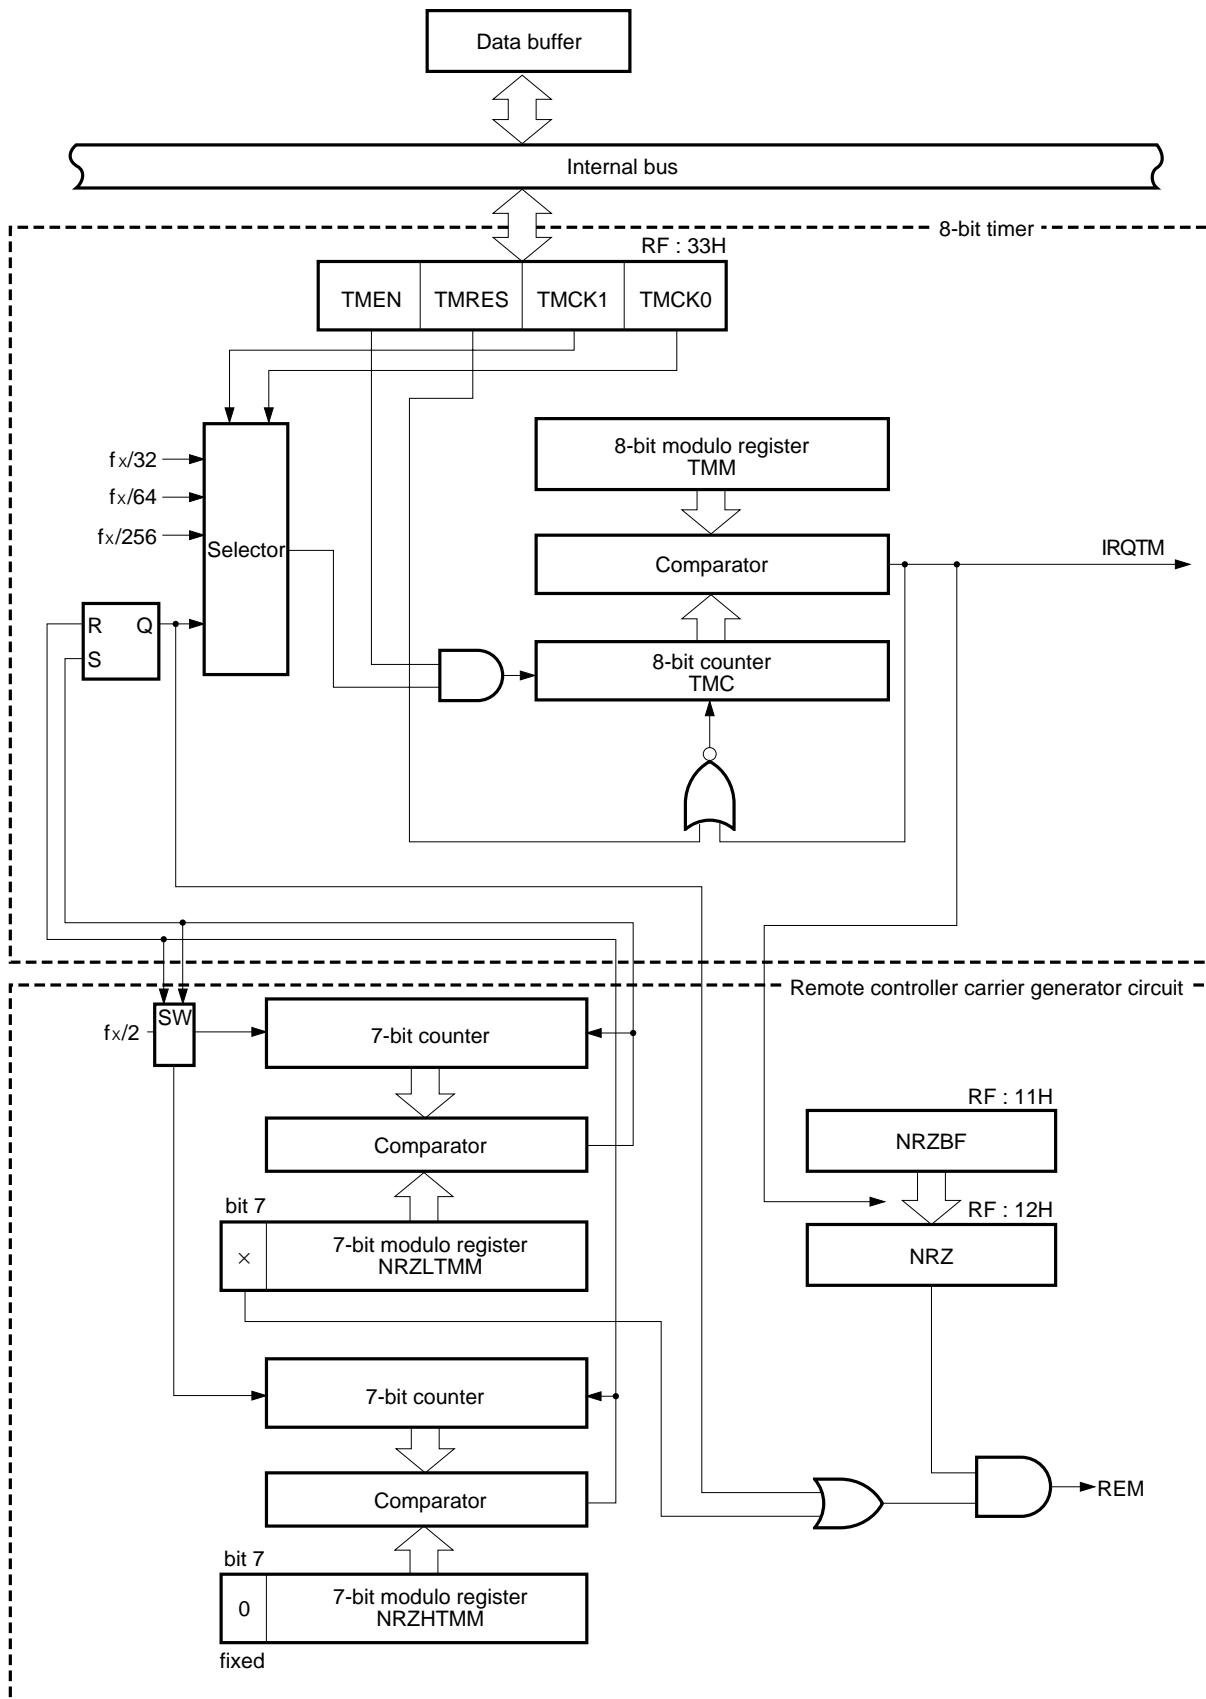 Data buffer
Internal bus
8-bit timer
RF : 33H
TMEN TMRES TMCK1 TMCK0
8-bit modulo register
TMM
fX/32
fX/64
fX/256
Selector
Comparator
IRQTM
R Q
S
8-bit counter
TMC
Remote controller carrier generator circuit
SW
fX/2
7-bit counter
RF : 11H
NRZBF
Comparator
bit 7
RF : 12H
× 7-bit modulo register
NRZLTMM
NRZ
7-bit counter
Comparator
REM
bit 7
0 7-bit modulo register
NRZHTMM
fixed